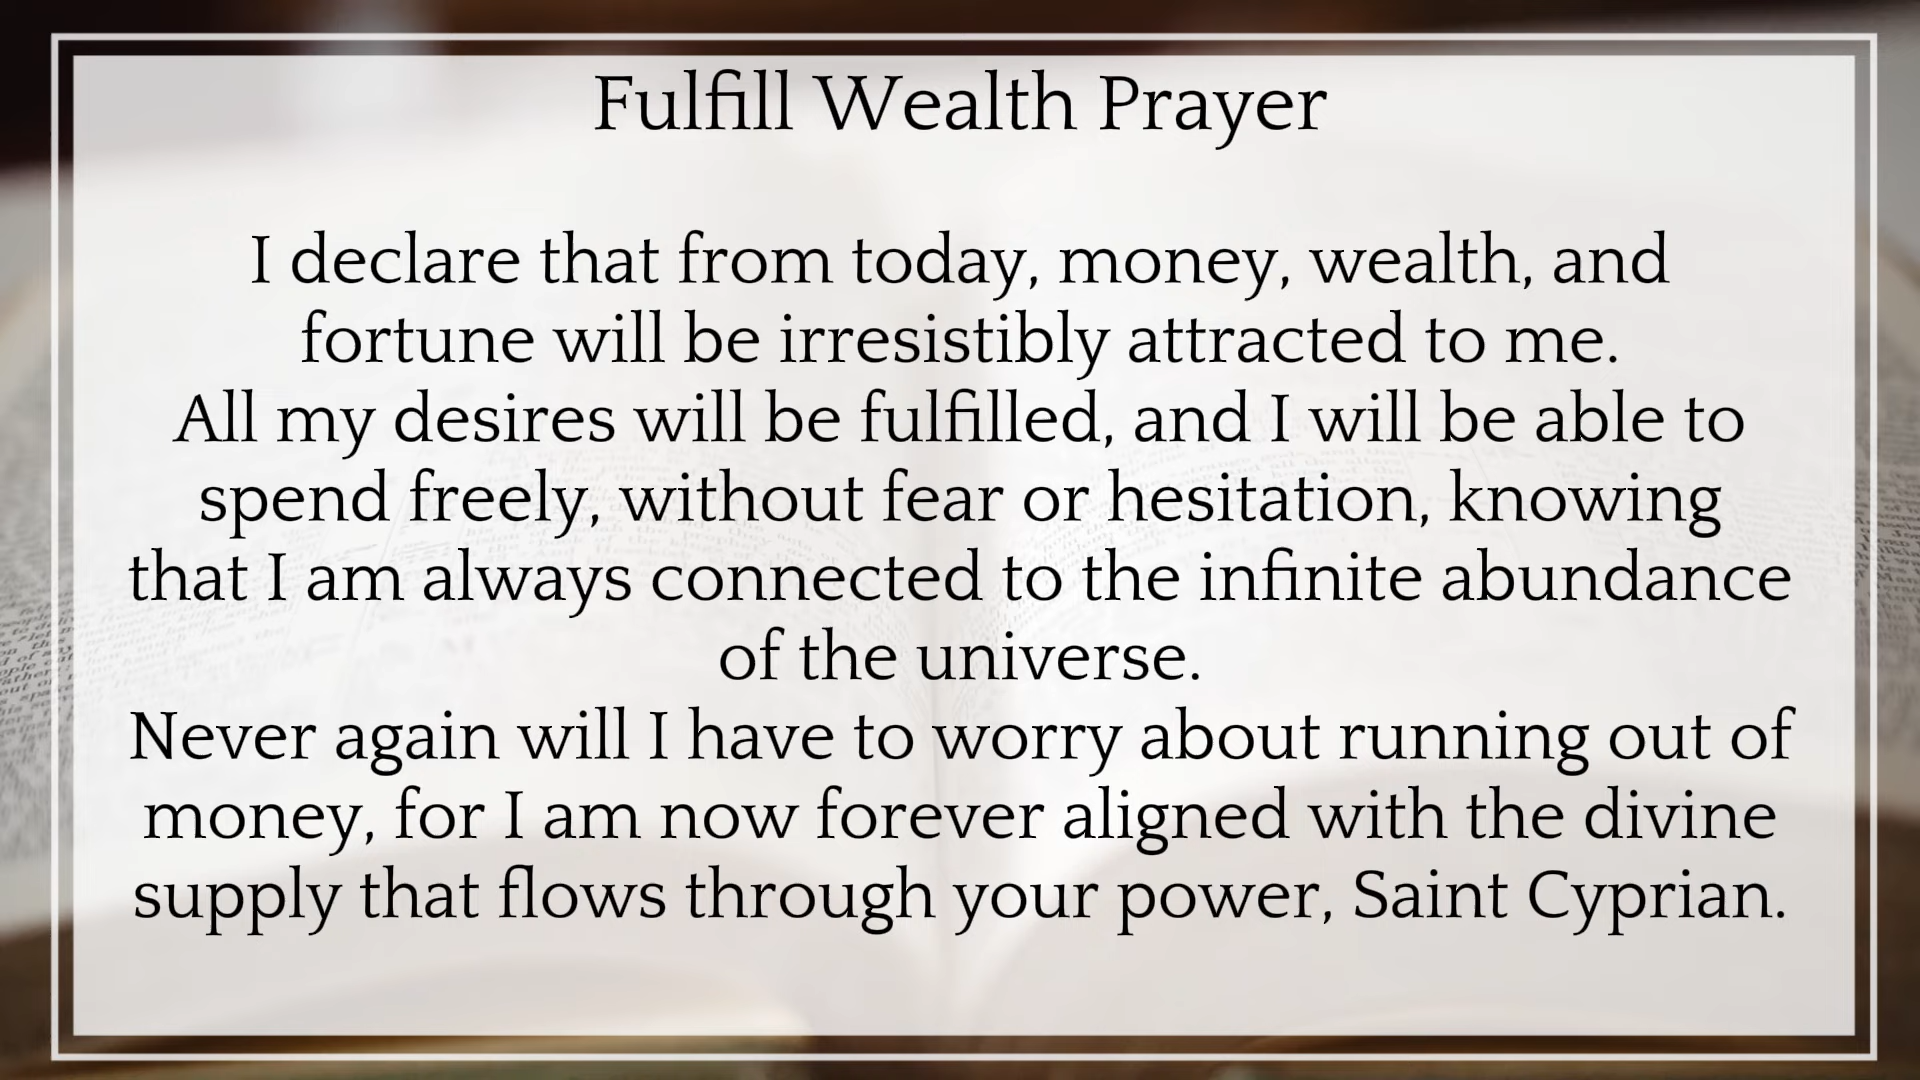 Fulfill Wealth Prayer
I declare that from today, money, wealth, and
fortune will be irresistibly attracted to me.
All my desires will be fulfilled, and I will be able to
spend freely, without fear or hesitation, knowing
that I am always connected to the infinite abundance
of the universe.
Never again will I have to worry about running out of
money, for I am now forever aligned with the divine
supply that flows through your power, Saint Cyprian.